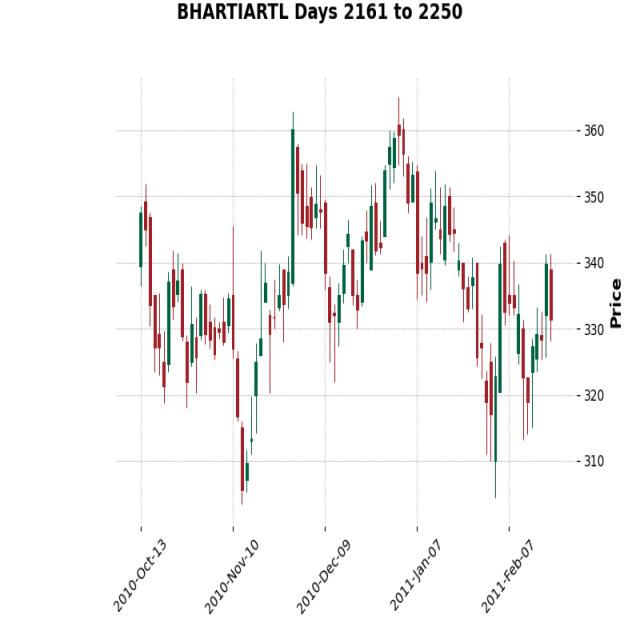 BHARTIARTL Days 2161 to 2250
360
350
340
330
320
310
Price
2010-Oct-13
2010-Nov-10
2010-Dec-09
2011-Jan-07
2011-Feb-07